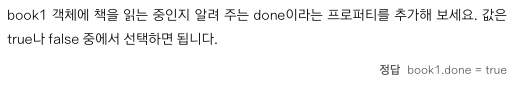 book1 객체에 책을 읽는 중인지 알려 주는 done이라는 프로퍼티를 추가해 보세요. 값은
true나 false 중에서 선택하면 됩니다.
정답 book1.done = true